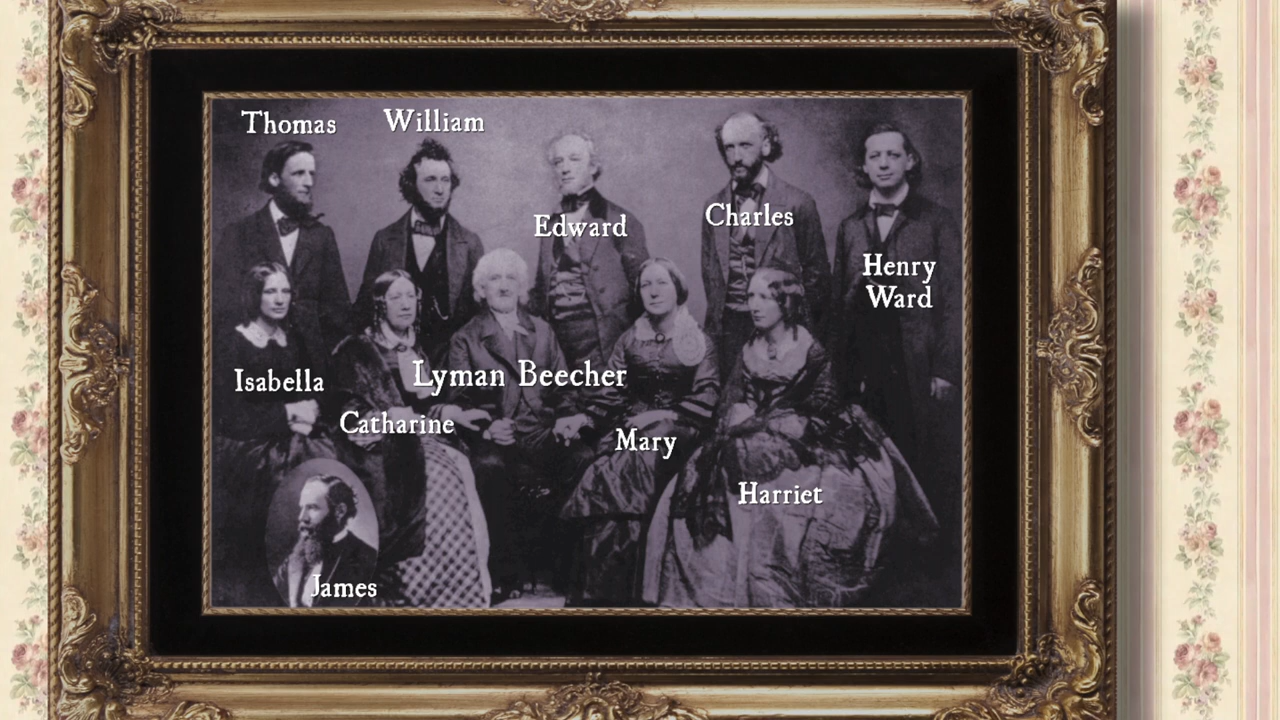 Thomas
William
Edward
Charles
Henry
Ward
Isabella
Lyman Beecher
Catharine
Mary
Harriet
James